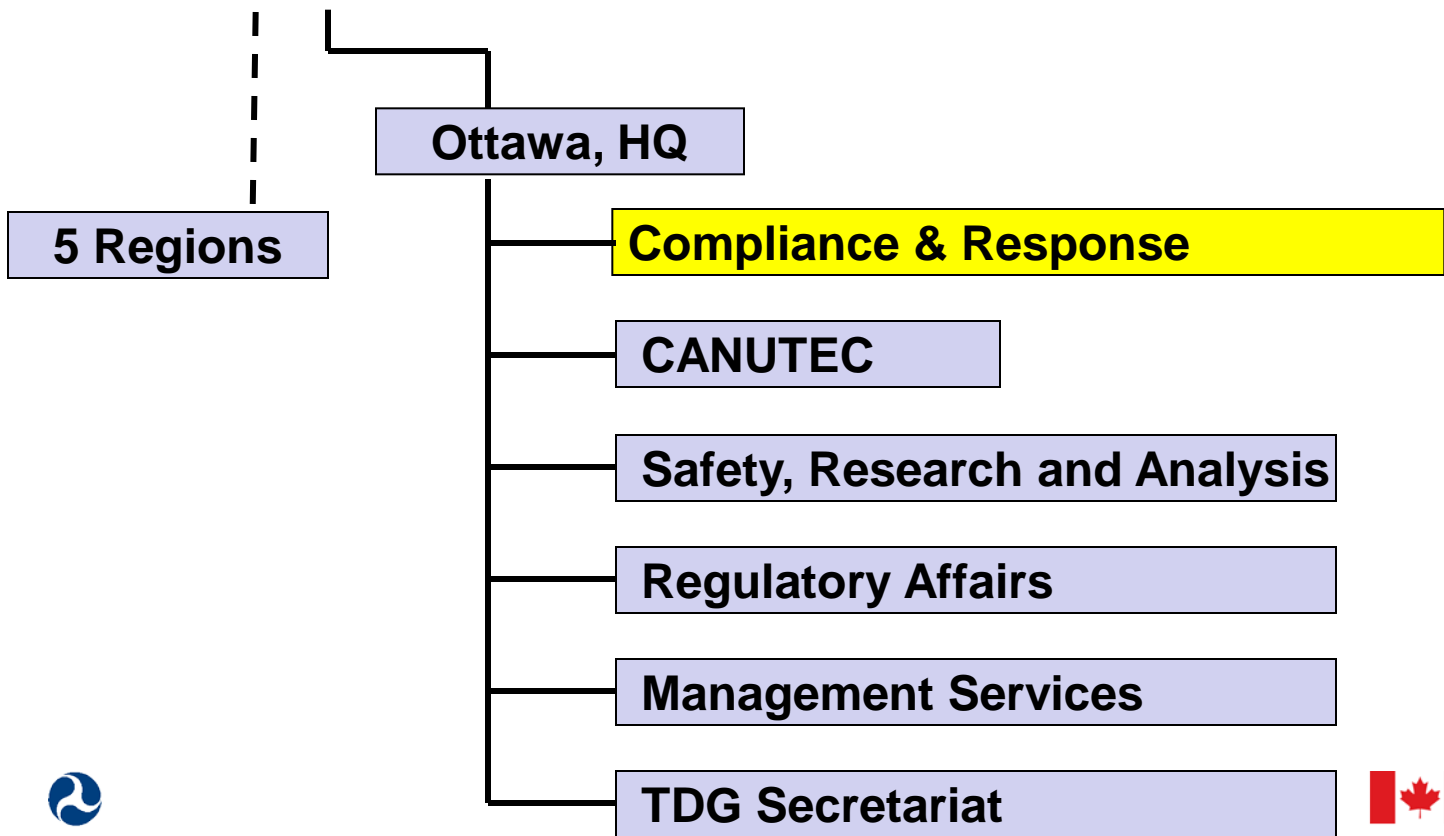 Ottawa, HQ
5 Regions
Compliance & Response
CANUTEC
Safety, Research and Analysis
Regulatory Affairs
Management Services
TDG Secretariat